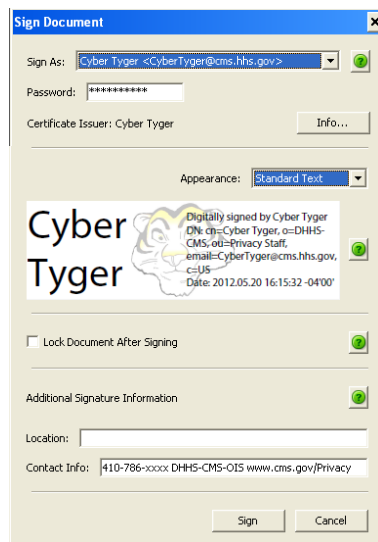 Sign Document
Sign As: Cyber Tyger <CyberTyger@cms.hhs.gov>
Password: **********
Certificate Issuer: Cyber Tyger Info...
Appearance: Standard Text
Cyber
Tyger
Digitally signed by Cyber Tyger
DN: cn=Cyber Tyger, o=DHHS-
CMS, ou=Privacy Staff,
email=CyberTyger@cms.hhs.gov,
c=US
Date: 2012.05.20 16:15:32 -04'00'
Lock Document After Signing
Additional Signature Information
Location:
Contact Info: 410-786-xxxx DHHS-CMS-OIS www.cms.gov/Privacy
Sign Cancel